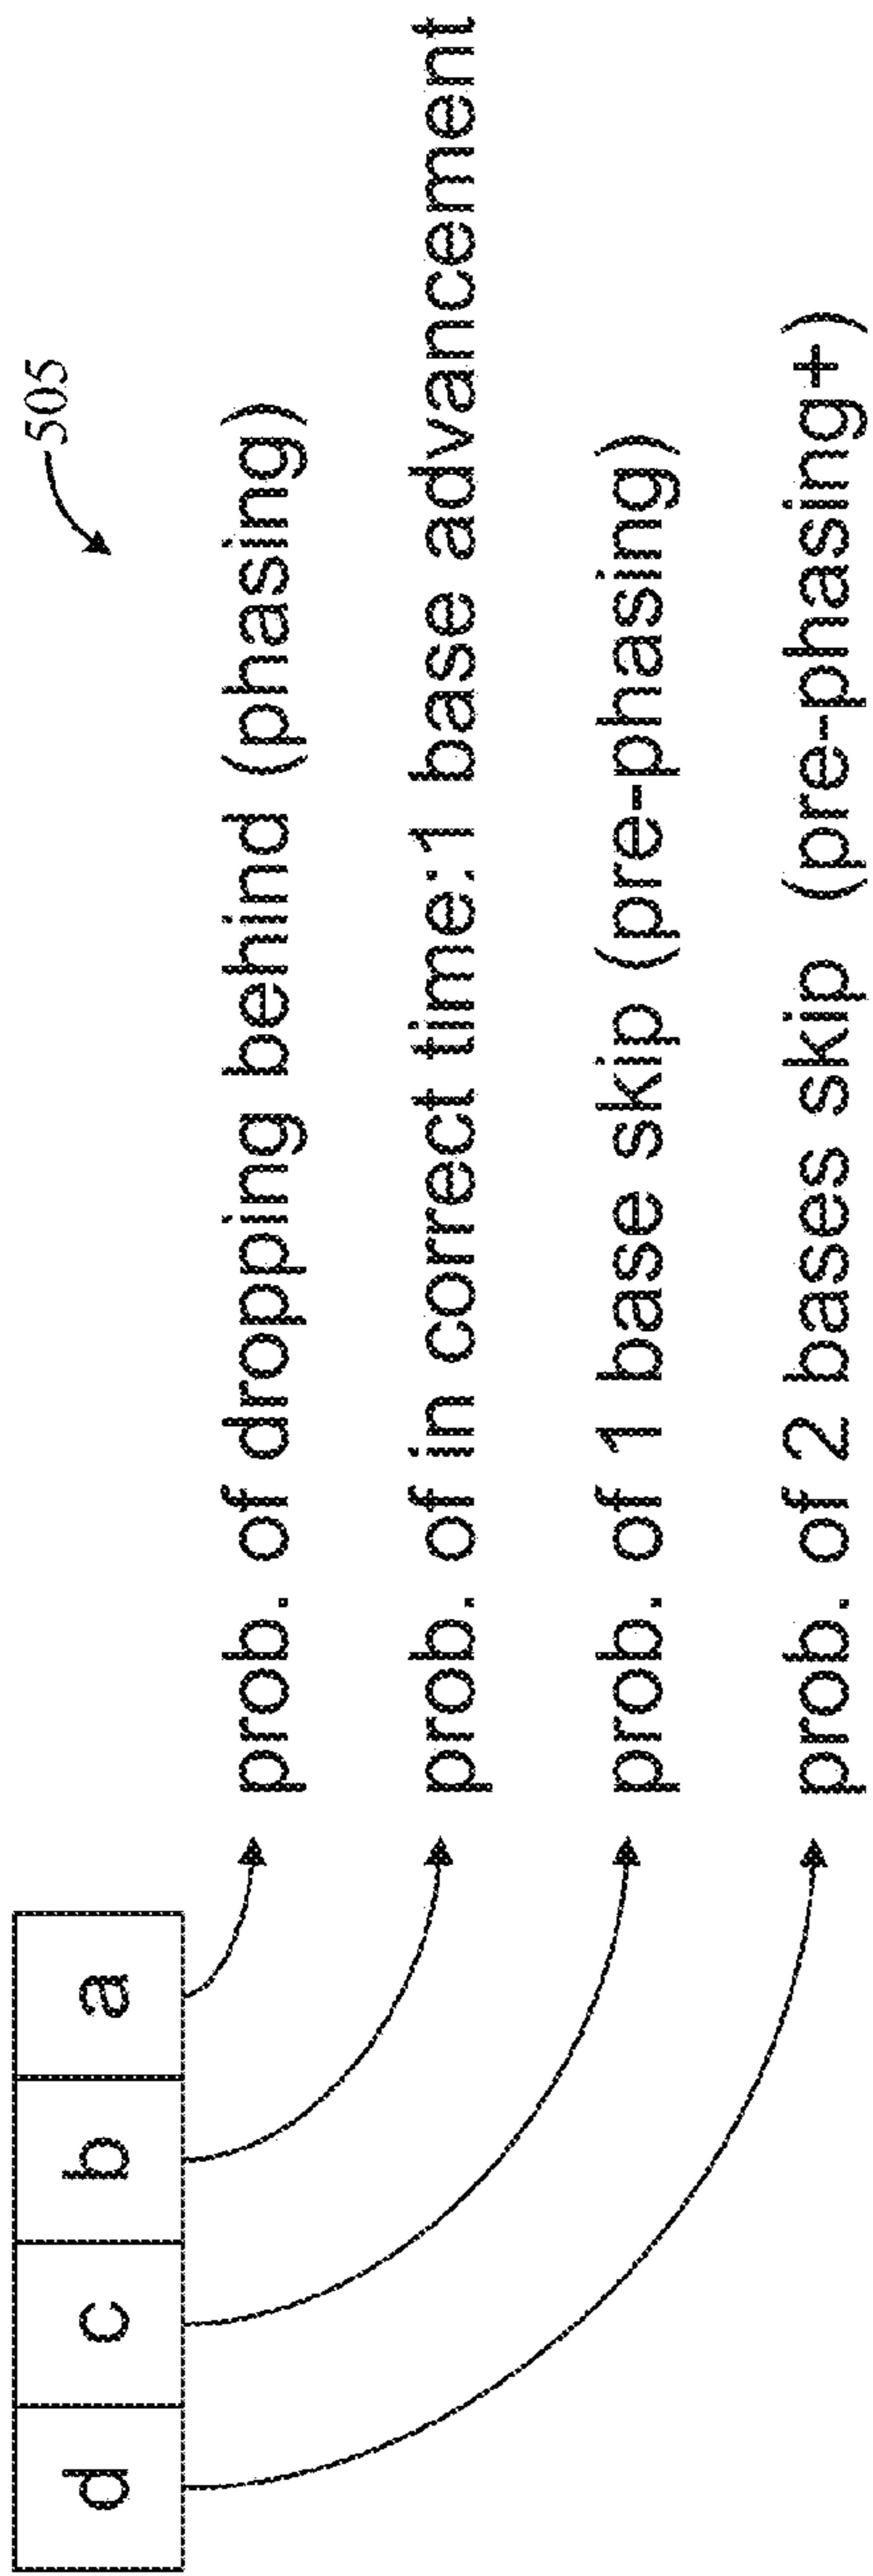 505
d c b a
prob. of dropping behind (phasing)
prob. of in correct time:1 base advancement
prob. of 1 base skip (pre-phasing)
prob. of 2 bases skip (pre-phasing+)